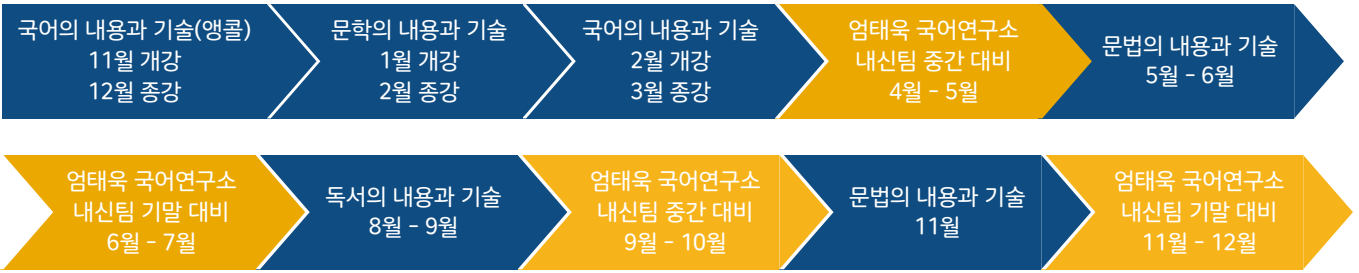 국어의 내용과 기술(앵콜)
11월 개강
12월 종강
문학의 내용과 기술
1월 개강
2월 종강
국어의 내용과 기술
2월 개강
3월 종강
엄태욱 국어연구소
내신팀 중간 대비
4월 - 5월
문법의 내용과 기술
5월 - 6월
엄태욱 국어연구소
내신팀 기말 대비
6월 - 7월
독서의 내용과 기술
8월 - 9월
엄태욱 국어연구소
내신팀 중간 대비
9월 - 10월
문법의 내용과 기술
11월
엄태욱 국어연구소
내신팀 기말 대비
11월 - 12월